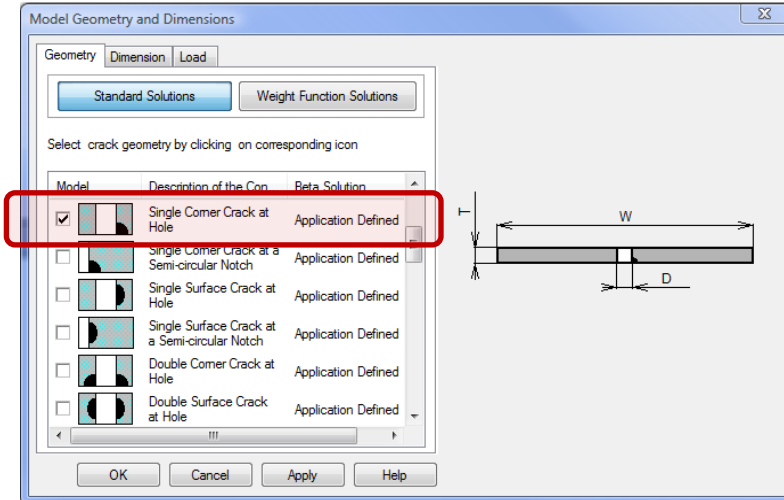 Model Geometry and Dimensions
Geometry Dimension Load
Standard Solutions Weight Function Solutions
Select crack geometry by clicking on corresponding icon
Model Description of the Con Beta Solution
Single Corner Crack at
Hole
Application Defined
Single Corner Crack at a
Semi-circular Notch
Application Defined
Single Surface Crack at
Hole
Application Defined
Single Surface Crack at
a Semi-circular Notch
Application Defined
Double Corner Crack at
Hole
Application Defined
Double Surface Crack
at Hole
Application Defined
OK Cancel Apply Help
T
W
D